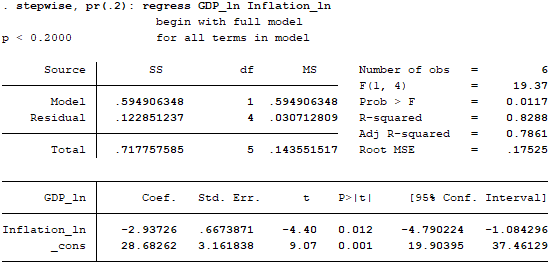 . stepwise, pr(.2): regress GDP_ln Inflation_ln
begin with full model
p < 0.2000 for all terms in model
Source SS df MS Number of obs = 6
F(1, 4) = 19.37
Model .594906348 1 .594906348 Prob > F = 0.0117
Residual .122851237 4 .030712809 R-squared = 0.8288
Adj R-squared = 0.7861
Total .717757585 5 .143551517 Root MSE = .17525
GDP_ln Coef. Std. Err. t P>|t| [95% Conf. Interval]
Inflation_ln -2.93726 .6673871 -4.40 0.012 -4.790224 -1.084296
_cons 28.68262 3.161838 9.07 0.001 19.90395 37.46129